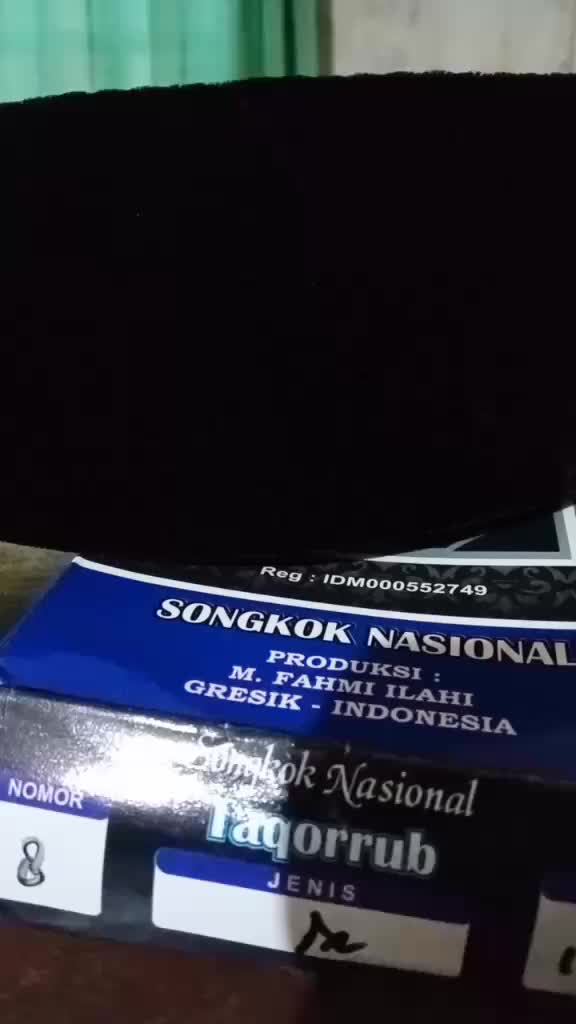 Reg : IDM000552749
SONGKOK NASIONAL
PRODUKSI :
M. FAHMI ILAHI
GRESIK - INDONESIA
Songkok Nasional
Taqorrub
NOMOR
8
JENIS